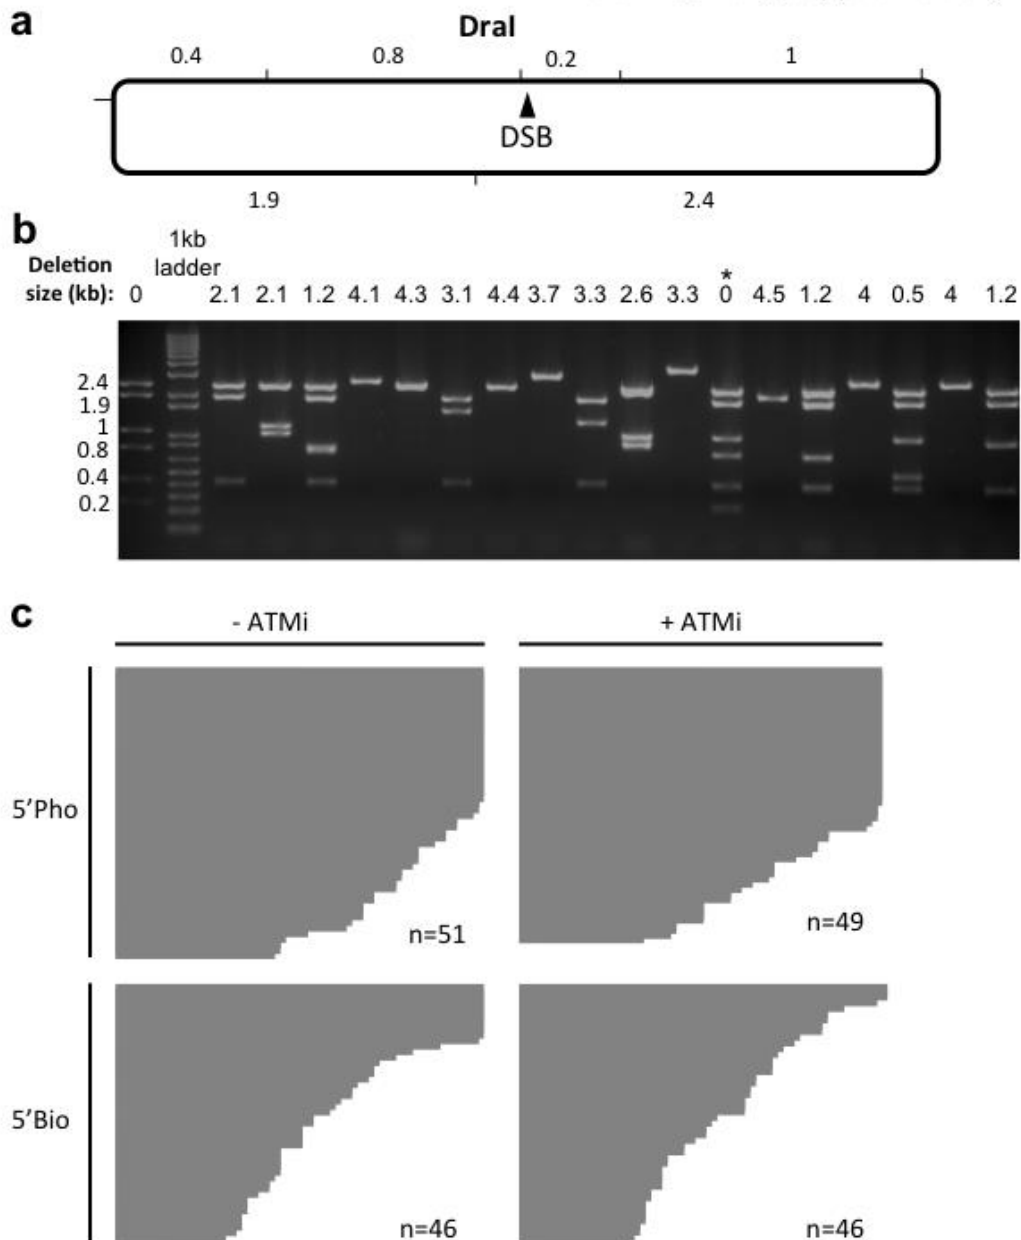 a
DraI
0.4 0.8 0.2 1
DSB
1.9 2.4
b
1kb
ladder
Deletion
size (kb): 0 2.1 2.1 1.2 4.1 4.3 3.1 4.4 3.7 3.3 2.6 3.3 * 0 4.5 1.2 4 0.5 4 1.2
2.4
1.9
1
0.8
0.4
0.2
c
- ATMi + ATMi
5'Pho
n=51 n=49
5'Bio
n=46 n=46